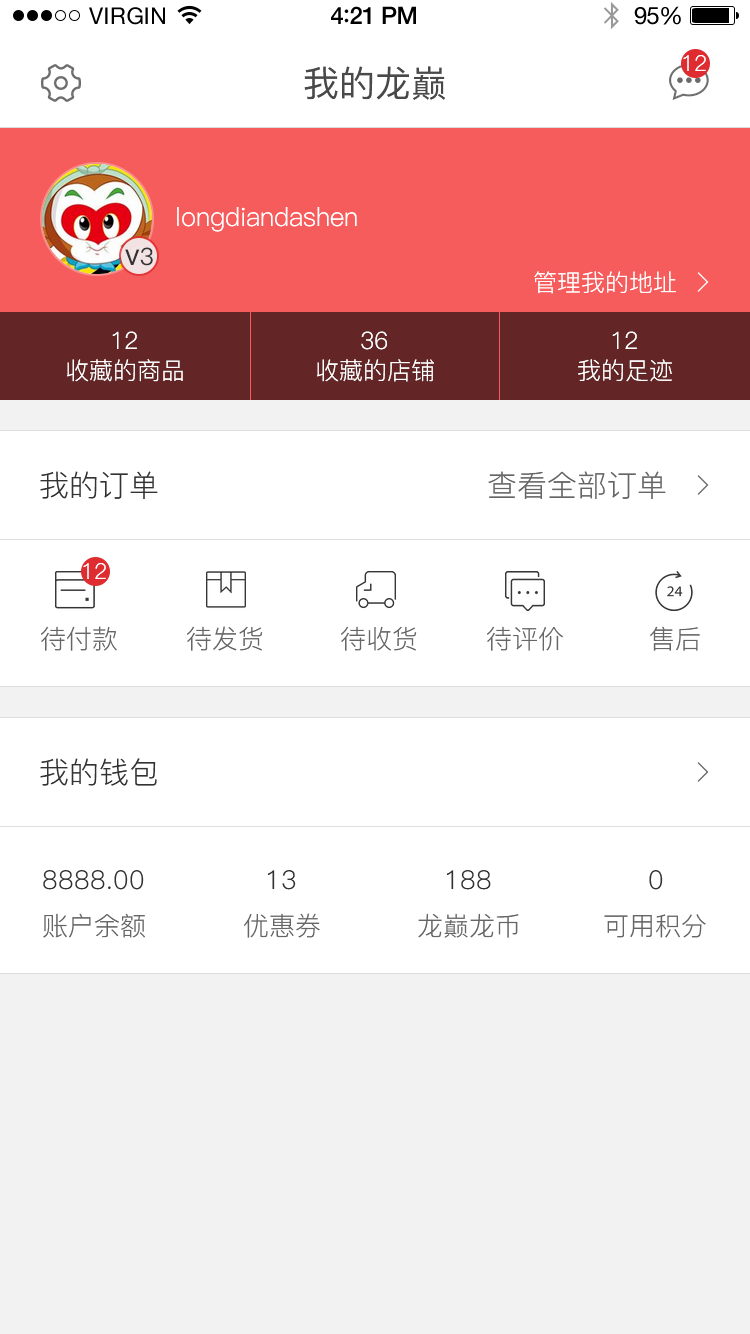 VIRGIN 4:21 PM 95%
我的龙巅 12
longdiandashen
V3
管理我的地址
12 36 12
收藏的商品 收藏的店铺 我的足迹
我的订单 查看全部订单
12 24
待付款 待发货 待收货 待评价 售后
我的钱包
8888.00 13 188 0
账户余额 优惠券 龙巅龙币 可用积分